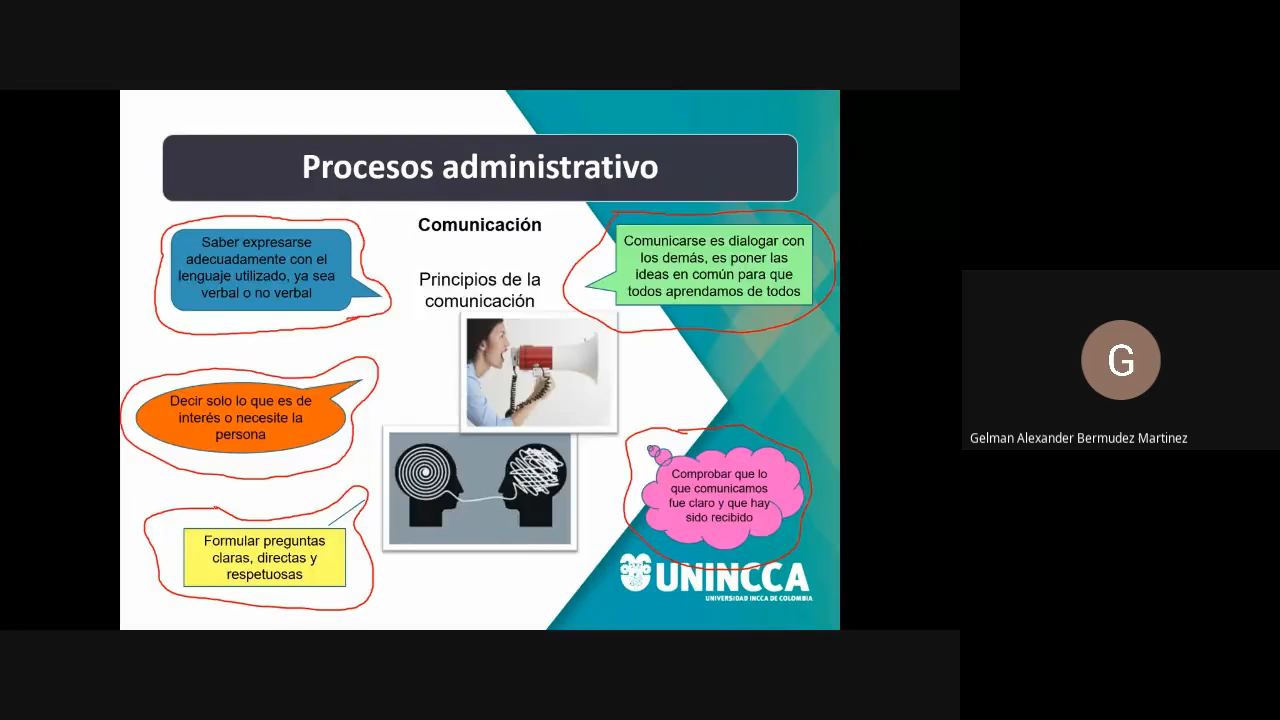 Procesos administrativo
Comunicación
Principios de la
comunicación
Saber expresarse
adecuadamente con el
lenguaje utilizado, ya sea
verbal o no verbal
Comunicarse es dialogar con
los demás, es poner las
ideas en común para que
todos aprendamos de todos
Decir solo lo que es de
interés o necesite la
persona
Comprobar que lo
que comunicamos
fue claro y que hay
sido recibido
Formular preguntas
claras, directas y
respetuosas
UNINCCA
UNIVERSIDAD INCCA DE COLOMBIA
G
Gelman Alexander Bermudez Martinez